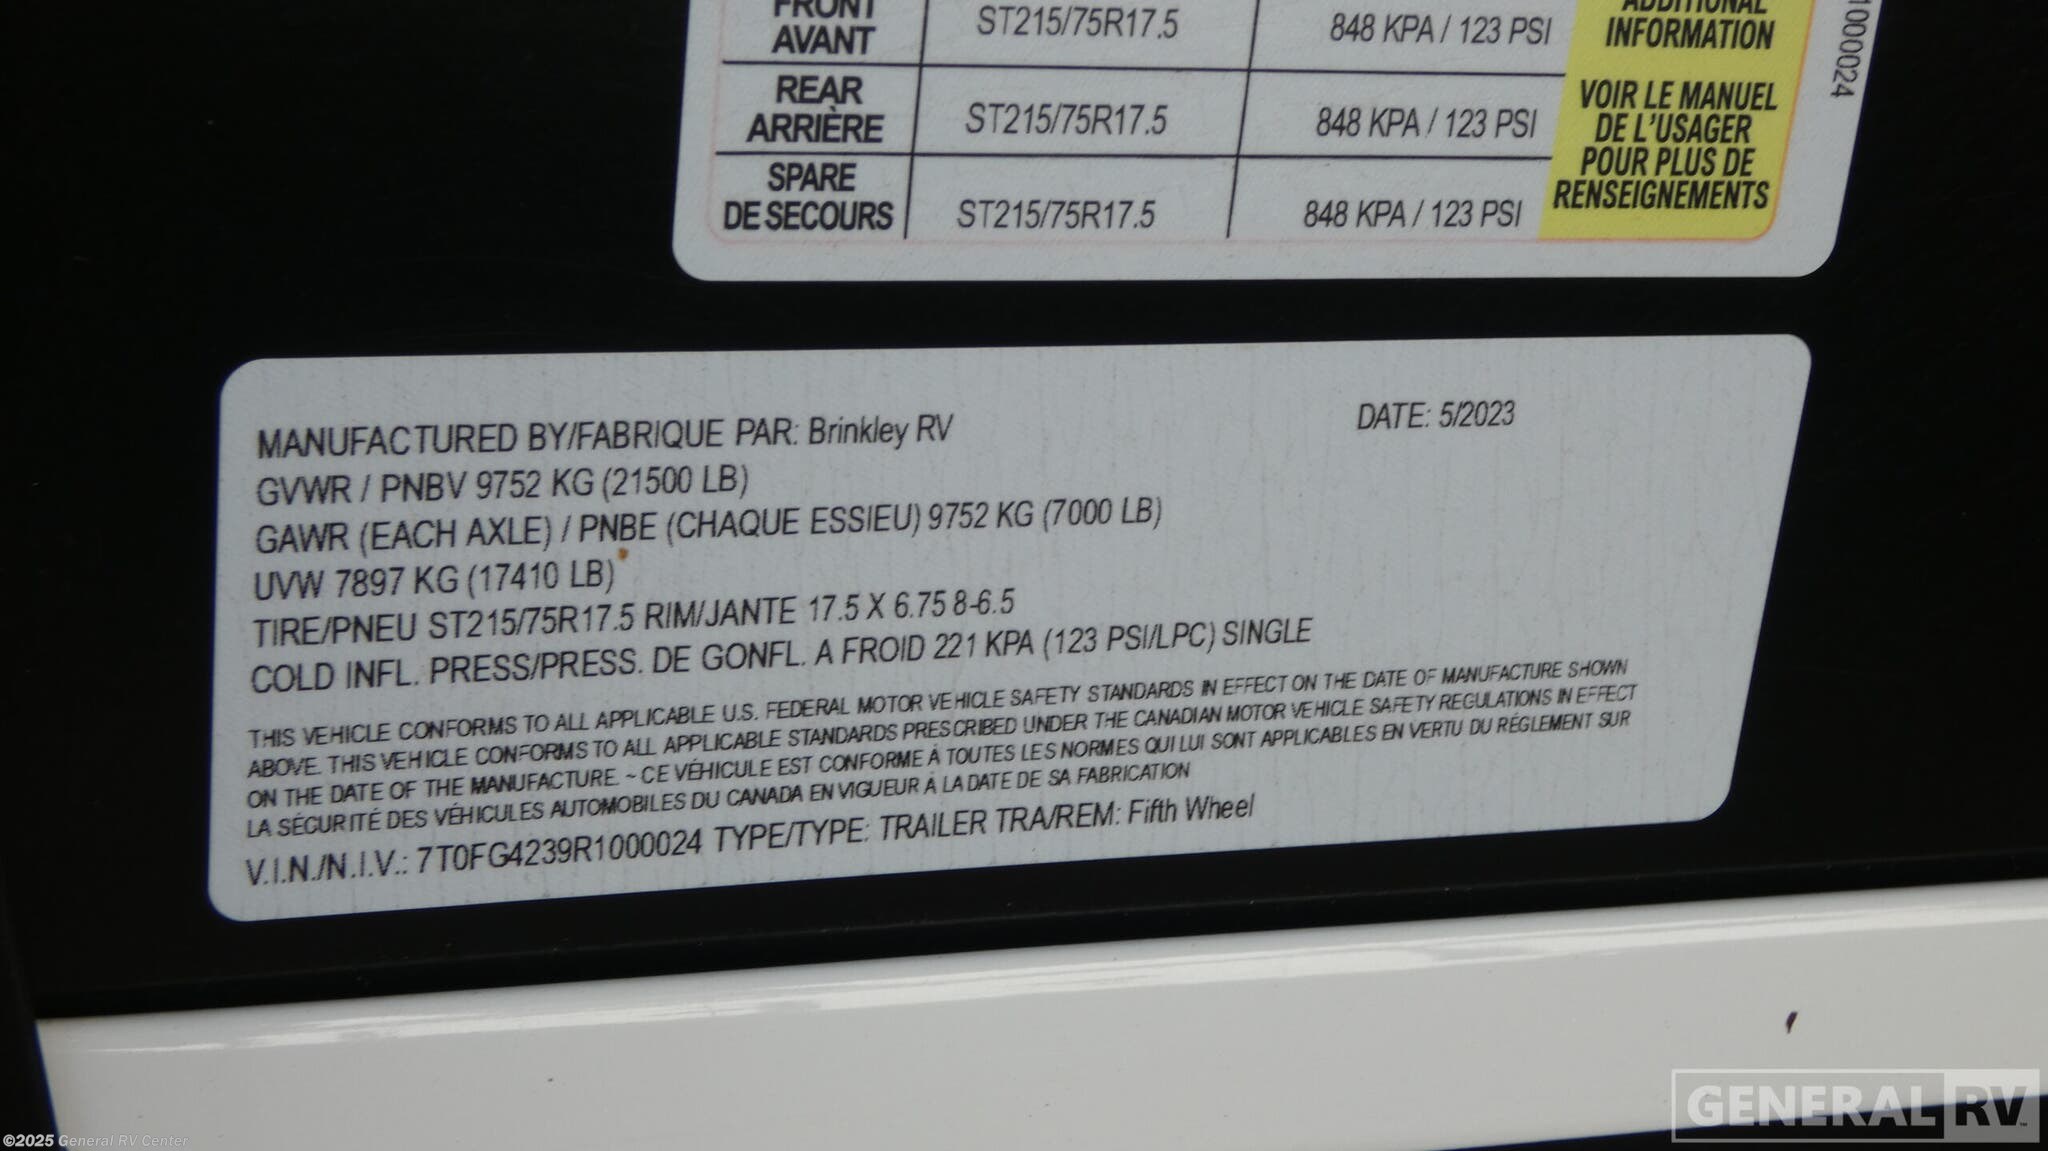 FRONT
AVANT
ST215/75R17.5
848 KPA / 123 PSI
ADDITIONAL
INFORMATION
REAR
ARRIÈRE
ST215/75R17.5
848 KPA / 123 PSI
SPARE
DE SECOURS
ST215/75R17.5
848 KPA / 123 PSI
VOIR LE MANUEL
DE L'USAGER
POUR PLUS DE
RENSEIGNEMENTS
1000024
MANUFACTURED BY/FABRIQUE PAR: Brinkley RV
DATE: 5/2023
GVWR / PNBV 9752 KG (21500 LB)
GAWR (EACH AXLE) / PNBE (CHAQUE ESSIEU) 9752 KG (7000 LB)
UVW 7897 KG (17410 LB)
TIRE/PNEU ST215/75R17.5 RIM/JANTE 17.5 X 6.75 8-6.5
COLD INFL. PRESS/PRESS. DE GONFL. A FROID 221 KPA (123 PSI/LPC) SINGLE
THIS VEHICLE CONFORMS TO ALL APPLICABLE U.S. FEDERAL MOTOR VEHICLE SAFETY STANDARDS IN EFFECT ON THE DATE OF MANUFACTURE SHOWN
ABOVE. THIS VEHICLE CONFORMS TO ALL APPLICABLE STANDARDS PRESCRIBED UNDER THE CANADIAN MOTOR VEHICLE SAFETY REGULATIONS IN EFFECT
ON THE DATE OF THE MANUFACTURE. ~ CE VÉHICULE EST CONFORME À TOUTES LES NORMES QUI LUI SONT APPLICABLES EN VERTU DU RÉGLEMENT SUR
LA SÉCURITÉ DES VÉHICULES AUTOMOBILES DU CANADA EN VIGUEUR À LA DATE DE SA FABRICATION
V.I.N./N.I.V.: 7T0FG4239R1000024 TYPE/TYPE: TRAILER TRA/REM: Fifth Wheel
GENERAL RV
©2025 General RV Center